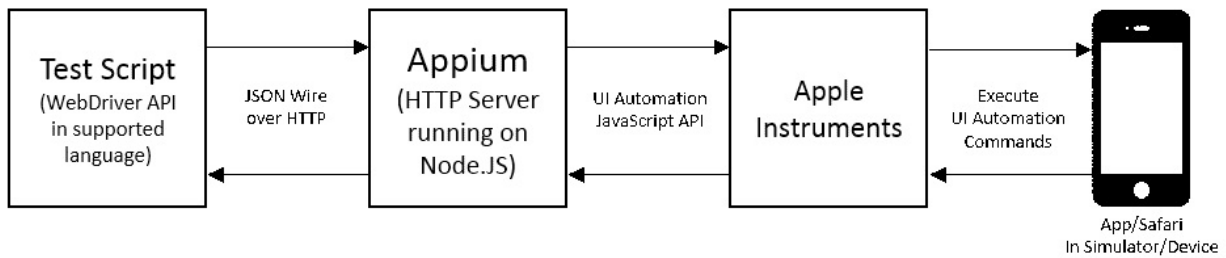 Test Script
(WebDriver API
in supported
language)
JSON Wire
over HTTP
Appium
(HTTP Server
running on
Node.JS)
UI Automation
JavaScript API
Apple
Instruments
Execute
UI Automation
Commands
App/Safari
In Simulator/Device